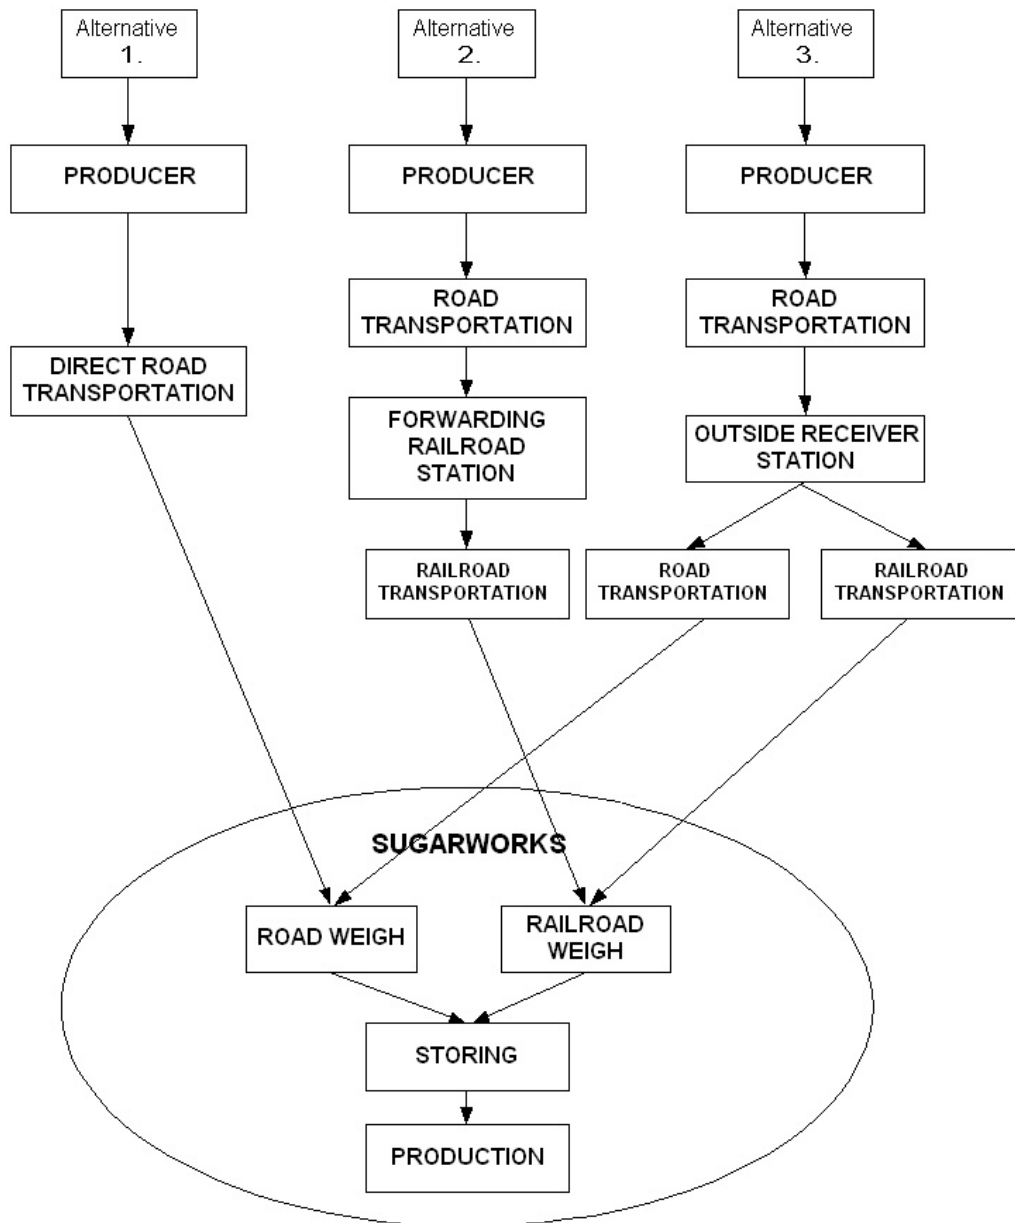 Alternative
1.
Alternative
2.
Alternative
3.
PRODUCER
PRODUCER
PRODUCER
ROAD
TRANSPORTATION
ROAD
TRANSPORTATION
DIRECT ROAD
TRANSPORTATION
FORWARDING
RAILROAD
STATION
OUTSIDE RECEIVER
STATION
RAILROAD
TRANSPORTATION
ROAD
TRANSPORTATION
RAILROAD
TRANSPORTATION
SUGARWORKS
ROAD WEIGH
RAILROAD
WEIGH
STORING
PRODUCTION